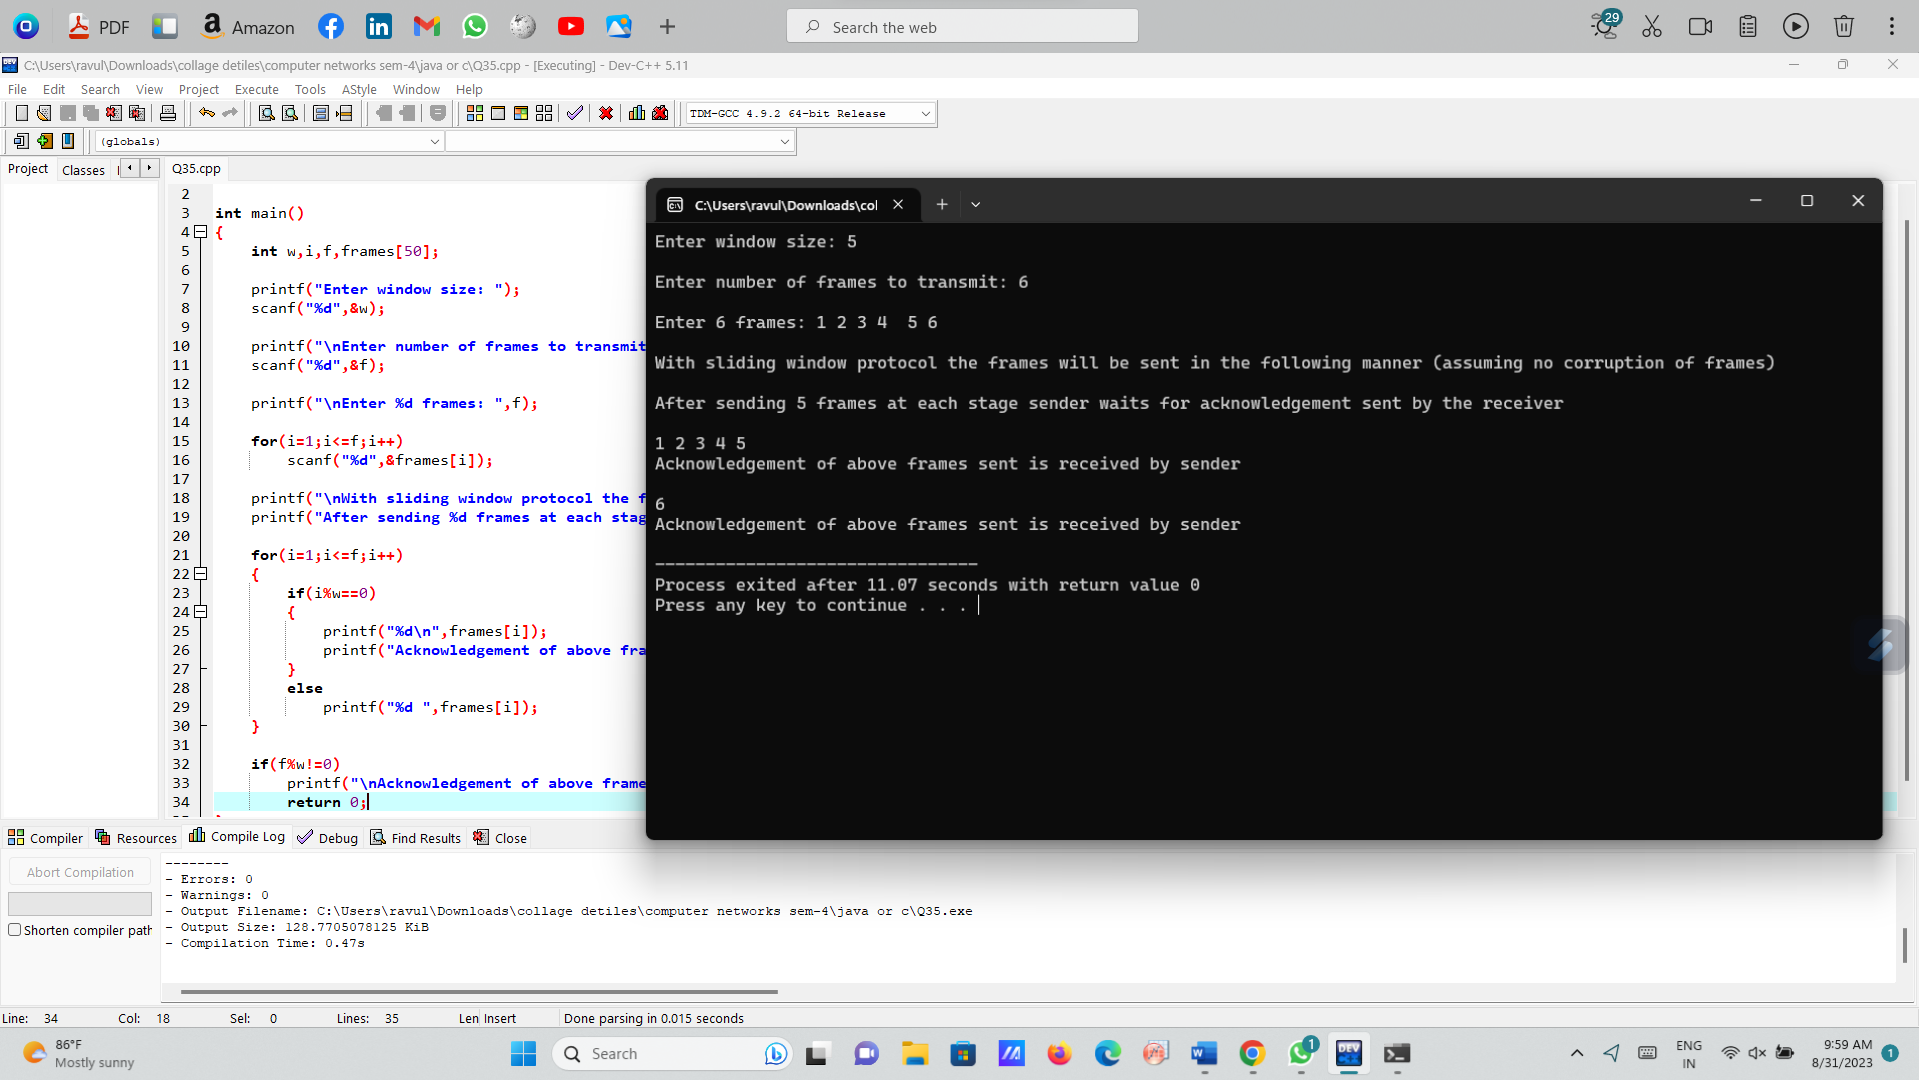 PDF
Amazon
Search the web
29
C:\Users\ravul\Downloads\collage detiles\computer networks sem-4\java or c\Q35.cpp - [Executing] - Dev-C++ 5.11
File Edit Search View Project Execute Tools AStyle Window Help
TDM-GCC 4.9.2 64-bit Release
(globals)
Project Classes
Q35.cpp
2
3 int main()
4 {
5 int w,i,f,frames[50];
6
7 printf("Enter window size: ");
8 scanf("%d",&w);
9
10 printf("\nEnter number of frames to transmit
11 scanf("%d",&f);
12
13 printf("\nEnter %d frames: ",f);
14
15 for(i=1;i<=f;i++)
16 scanf("%d",&frames[i]);
17
18 printf("\nWith sliding window protocol the f
19 printf("After sending %d frames at each stag
20
21 for(i=1;i<=f;i++)
22 {
23 if(i%w==0)
24 {
25 printf("%d\n",frames[i]);
26 printf("Acknowledgement of above fra
27 }
28 else
29 printf("%d ",frames[i]);
30 }
31
32 if(f%w!=0)
33 printf("\nAcknowledgement of above frame
34 return 0;
C:\Users\ravul\Downloads\col
Enter window size: 5
Enter number of frames to transmit: 6
Enter 6 frames: 1 2 3 4  5 6
With sliding window protocol the frames will be sent in the following manner (assuming no corruption of frames)
After sending 5 frames at each stage sender waits for acknowledgement sent by the receiver
1 2 3 4 5
Acknowledgement of above frames sent is received by sender
6
Acknowledgement of above frames sent is received by sender
--------------------------------
Process exited after 11.07 seconds with return value 0
Press any key to continue . . .
Compiler Resources Compile Log Debug Find Results Close
Abort Compilation
Shorten compiler path
--------
- Errors: 0
- Warnings: 0
- Output Filename: C:\Users\ravul\Downloads\collage detiles\computer networks sem-4\java or c\Q35.exe
- Output Size: 128.7705078125 KiB
- Compilation Time: 0.47s
Line: 34 Col: 18 Sel: 0 Lines: 35 Len Insert Done parsing in 0.015 seconds
86°F
Mostly sunny
Search
DEV
1
ENG
IN
9:59 AM
8/31/2023
1